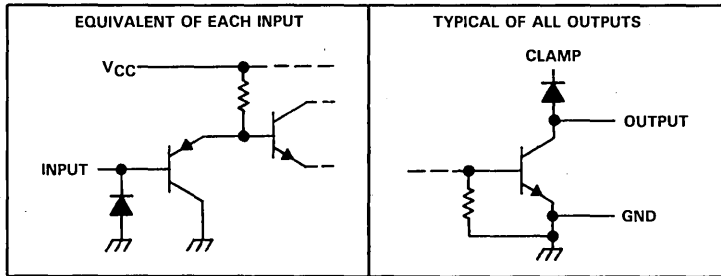 EQUIVALENT OF EACH INPUT
VCC
INPUT
TYPICAL OF ALL OUTPUTS
CLAMP
OUTPUT
GND